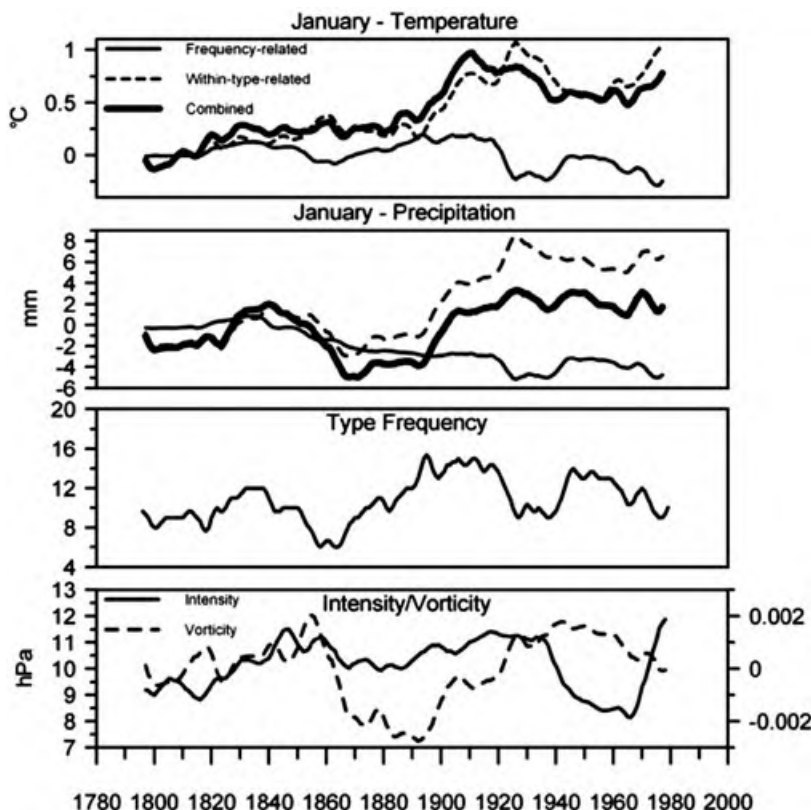 January - Temperature
Frequency-related
Within-type-related
Combined
1
0.5
0
°C
January - Precipitation
8
6
4
2
0
-2
-4
-6
mm
Type Frequency
20
16
12
8
4
Intensity/Vorticity
Intensity
Vorticity
13
12
11
10
9
8
7
hPa
0.002
0
-0.002
1780 1800 1820 1840 1860 1880 1900 1920 1940 1960 1980 2000